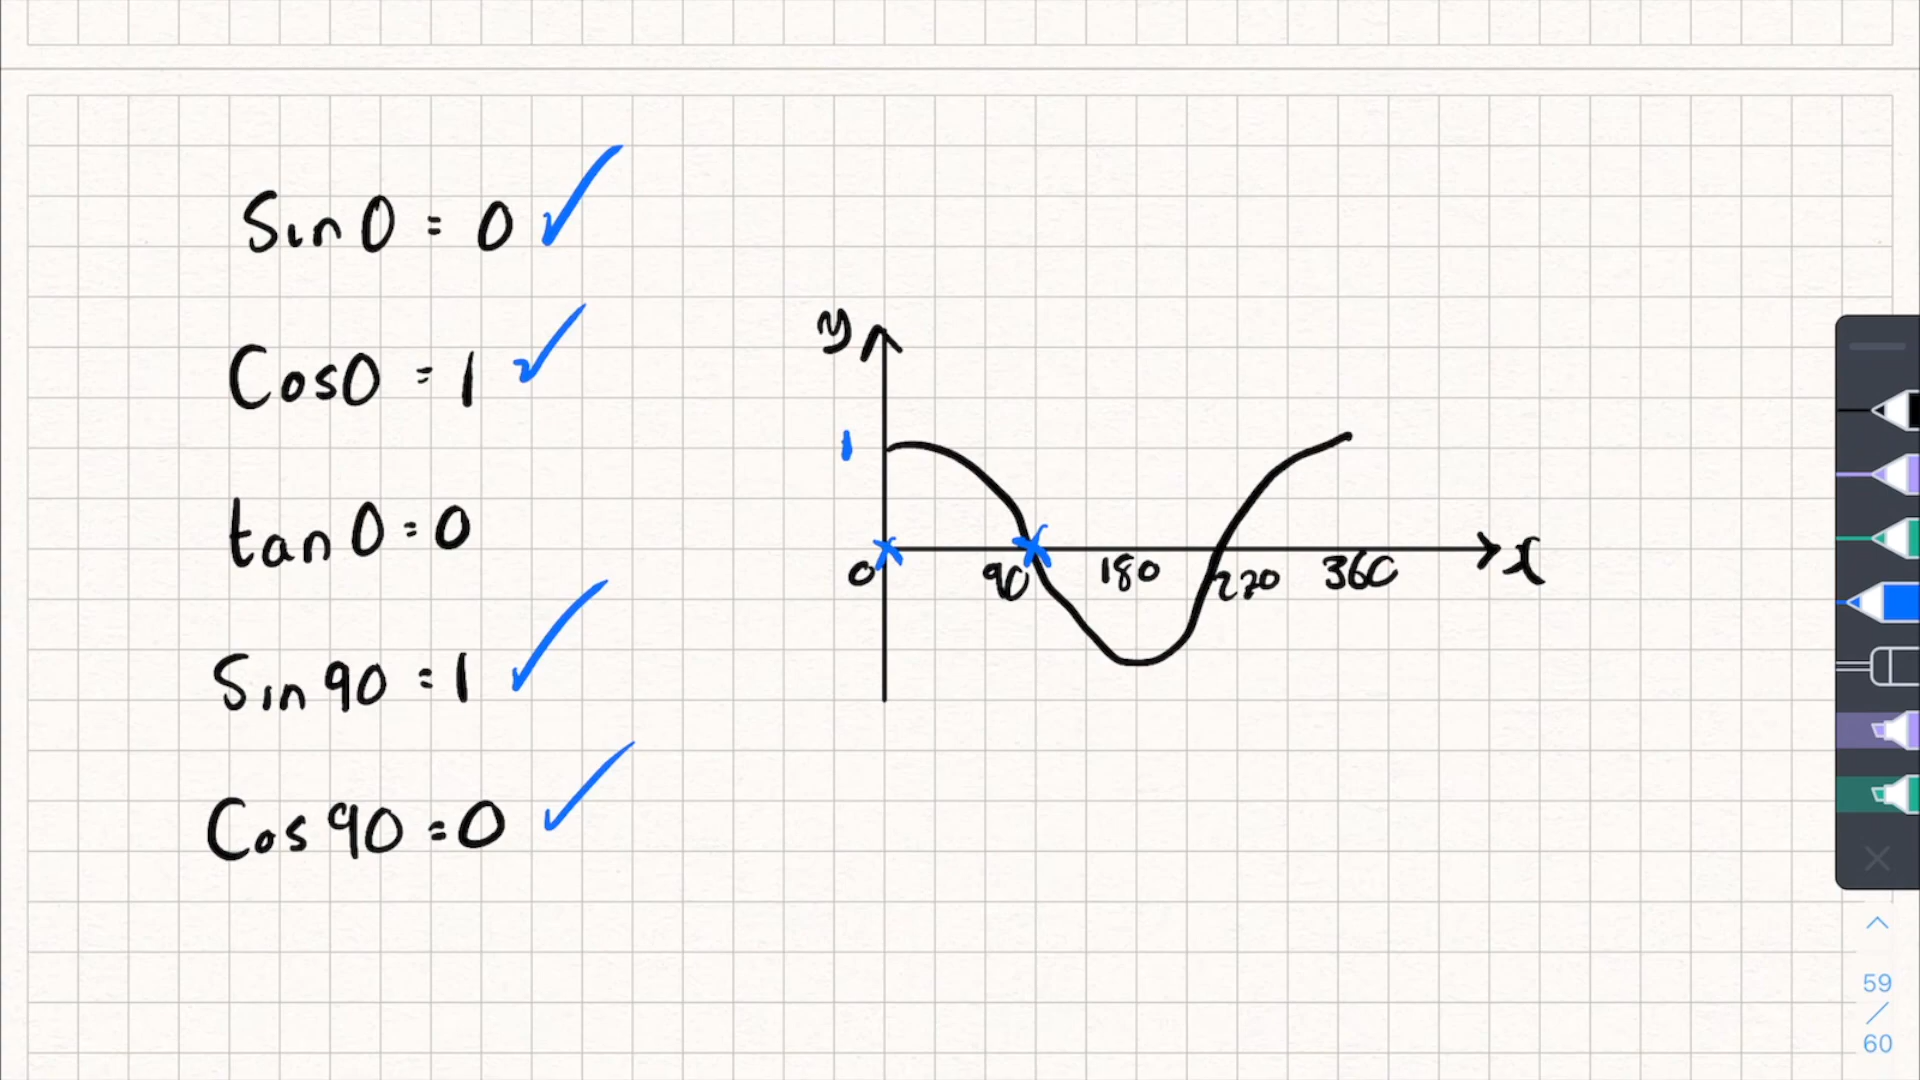 Sin 0 = 0
Cos 0 = 1
tan 0 = 0
Sin 90 = 1
Cos 90 = 0
y
1
0 90 180 270 360 x
59
/
60